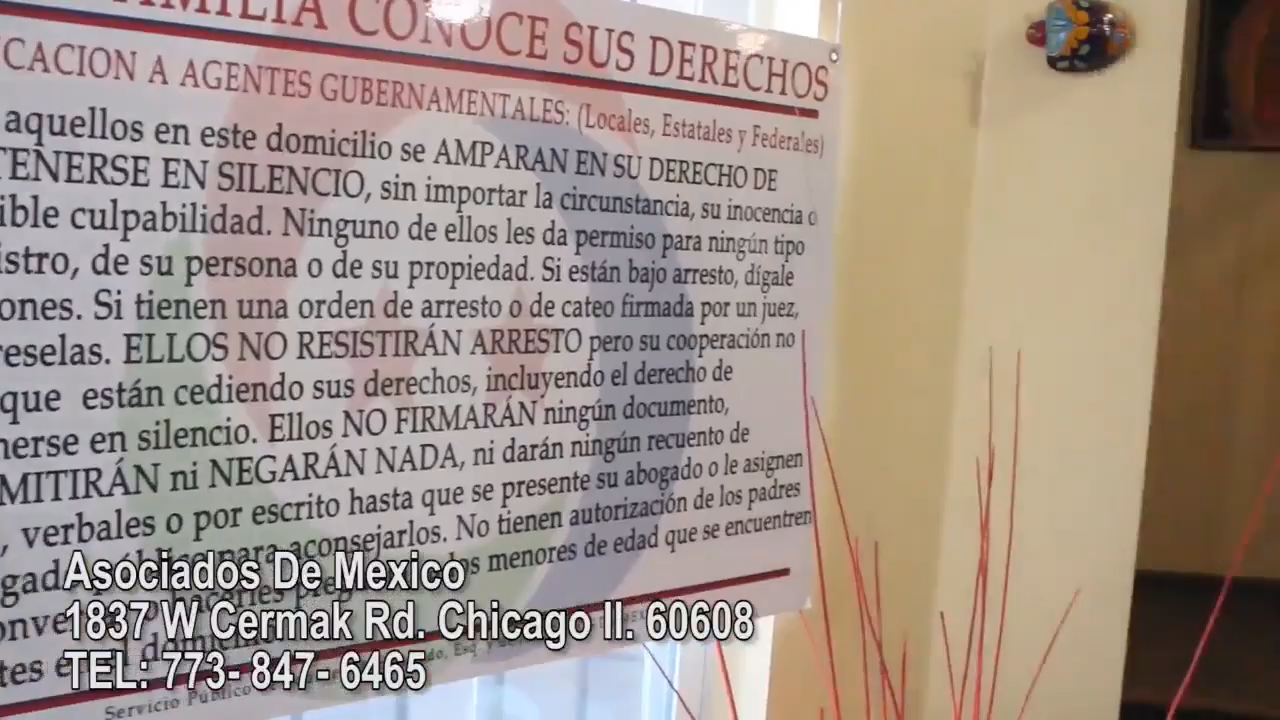 FAMILIA CONOCE SUS DERECHOS
CACION A AGENTES GUBERNAMENTALES: (Locales, Estatales y Federales)
aquellos en este domicilio se AMPARAN EN SU DERECHO DE
TENERSE EN SILENCIO, sin importar la circunstancia, su inocencia o
ible culpabilidad. Ninguno de ellos les da permiso para ningún tipo
istro, de su persona o de su propiedad. Si están bajo arresto, dígale
ones. Si tienen una orden de arresto o de cateo firmada por un juez,
reselas. ELLOS NO RESISTIRÁN ARRESTO pero su cooperación no
que están cediendo sus derechos, incluyendo el derecho de
nerse en silencio. Ellos NO FIRMARÁN ningún documento,
MITIRÁN ni NEGARÁN NADA, ni darán ningún recuento de
, verbales o por escrito hasta que se presente su abogado o le asignen
gad para aconsejarlos. No tienen autorización de los padres
onve hacerles menores de edad que se encuentren
tes e
Servicio Público
Asociados De Mexico
1837 W Cermak Rd. Chicago Il. 60608
TEL: 773- 847- 6465